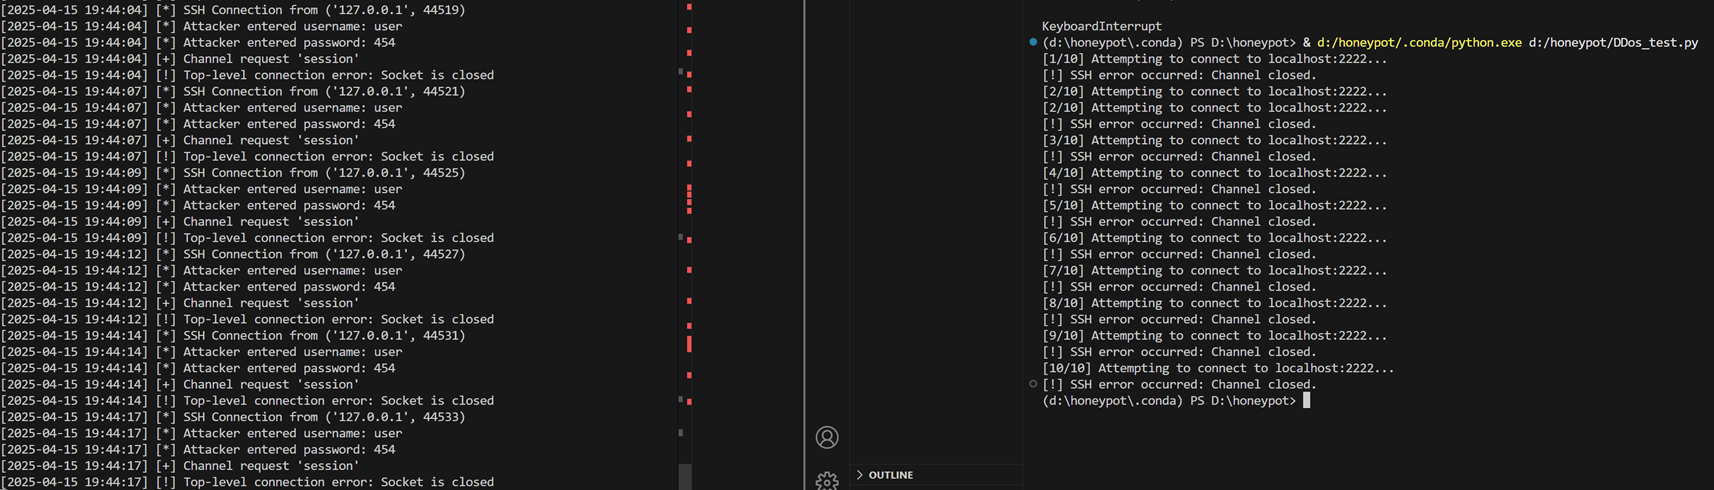 [2025-04-15 19:44:04] [*] SSH Connection from ('127.0.0.1', 44519)
[2025-04-15 19:44:04] [*] Attacker entered username: user
[2025-04-15 19:44:04] [*] Attacker entered password: 454
[2025-04-15 19:44:04] [+] Channel request 'session'
[2025-04-15 19:44:04] [!] Top-level connection error: Socket is closed
[2025-04-15 19:44:07] [*] SSH Connection from ('127.0.0.1', 44521)
[2025-04-15 19:44:07] [*] Attacker entered username: user
[2025-04-15 19:44:07] [*] Attacker entered password: 454
[2025-04-15 19:44:07] [+] Channel request 'session'
[2025-04-15 19:44:07] [!] Top-level connection error: Socket is closed
[2025-04-15 19:44:09] [*] SSH Connection from ('127.0.0.1', 44525)
[2025-04-15 19:44:09] [*] Attacker entered username: user
[2025-04-15 19:44:09] [*] Attacker entered password: 454
[2025-04-15 19:44:09] [+] Channel request 'session'
[2025-04-15 19:44:09] [!] Top-level connection error: Socket is closed
[2025-04-15 19:44:12] [*] SSH Connection from ('127.0.0.1', 44527)
[2025-04-15 19:44:12] [*] Attacker entered username: user
[2025-04-15 19:44:12] [*] Attacker entered password: 454
[2025-04-15 19:44:12] [+] Channel request 'session'
[2025-04-15 19:44:12] [!] Top-level connection error: Socket is closed
[2025-04-15 19:44:14] [*] SSH Connection from ('127.0.0.1', 44531)
[2025-04-15 19:44:14] [*] Attacker entered username: user
[2025-04-15 19:44:14] [*] Attacker entered password: 454
[2025-04-15 19:44:14] [+] Channel request 'session'
[2025-04-15 19:44:14] [!] Top-level connection error: Socket is closed
[2025-04-15 19:44:17] [*] SSH Connection from ('127.0.0.1', 44533)
[2025-04-15 19:44:17] [*] Attacker entered username: user
[2025-04-15 19:44:17] [*] Attacker entered password: 454
[2025-04-15 19:44:17] [+] Channel request 'session'
[2025-04-15 19:44:17] [!] Top-level connection error: Socket is closed
OUTLINE
KeyboardInterrupt
(d:\honeypot\.conda) PS D:\honeypot> & d:/honeypot/.conda/python.exe d:/honeypot/DDos_test.py
[1/10] Attempting to connect to localhost:2222...
[!] SSH error occurred: Channel closed.
[2/10] Attempting to connect to localhost:2222...
[2/10] Attempting to connect to localhost:2222...
[!] SSH error occurred: Channel closed.
[3/10] Attempting to connect to localhost:2222...
[!] SSH error occurred: Channel closed.
[4/10] Attempting to connect to localhost:2222...
[!] SSH error occurred: Channel closed.
[5/10] Attempting to connect to localhost:2222...
[!] SSH error occurred: Channel closed.
[6/10] Attempting to connect to localhost:2222...
[!] SSH error occurred: Channel closed.
[7/10] Attempting to connect to localhost:2222...
[!] SSH error occurred: Channel closed.
[8/10] Attempting to connect to localhost:2222...
[!] SSH error occurred: Channel closed.
[9/10] Attempting to connect to localhost:2222...
[!] SSH error occurred: Channel closed.
[10/10] Attempting to connect to localhost:2222...
[!] SSH error occurred: Channel closed.
(d:\honeypot\.conda) PS D:\honeypot>